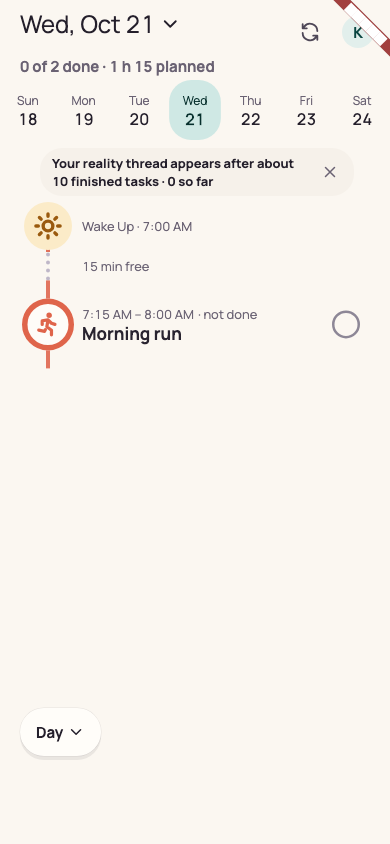 Wed, Oct 21
K
0 of 2 done · 1 h 15 planned
Sun Mon Tue Wed Thu Fri Sat
18 19 20 21 22 23 24
Your reality thread appears after about
10 finished tasks · 0 so far
Wake Up · 7:00 AM
15 min free
7:15 AM – 8:00 AM · not done
Morning run
Day